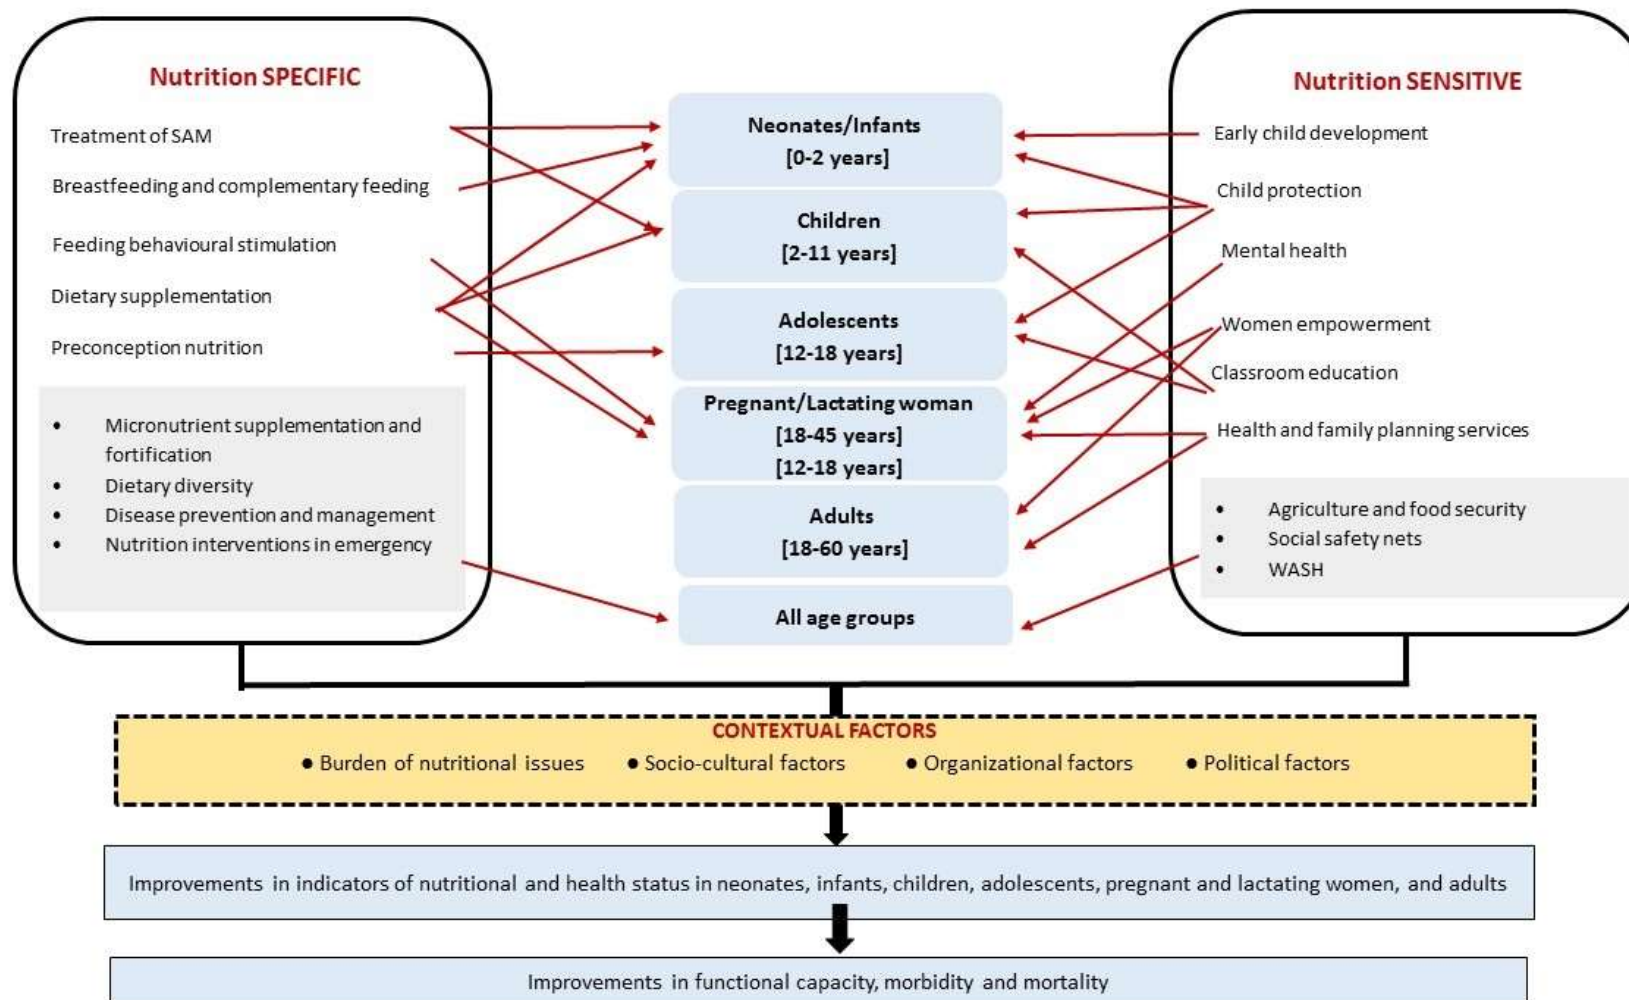 Nutrition SPECIFIC
Treatment of SAM
Breastfeeding and complementary feeding
Feeding behavioural stimulation
Dietary supplementation
Preconception nutrition
• Micronutrient supplementation and
fortification
• Dietary diversity
• Disease prevention and management
• Nutrition interventions in emergency
Neonates/Infants
[0-2 years]
Children
[2-11 years]
Adolescents
[12-18 years]
Pregnant/Lactating woman
[18-45 years]
[12-18 years]
Adults
[18-60 years]
All age groups
Nutrition SENSITIVE
Early child development
Child protection
Mental health
Women empowerment
Classroom education
Health and family planning services
• Agriculture and food security
• Social safety nets
• WASH
CONTEXTUAL FACTORS
● Burden of nutritional issues ● Socio-cultural factors ● Organizational factors ● Political factors
Improvements in indicators of nutritional and health status in neonates, infants, children, adolescents, pregnant and lactating women, and adults
Improvements in functional capacity, morbidity and mortality